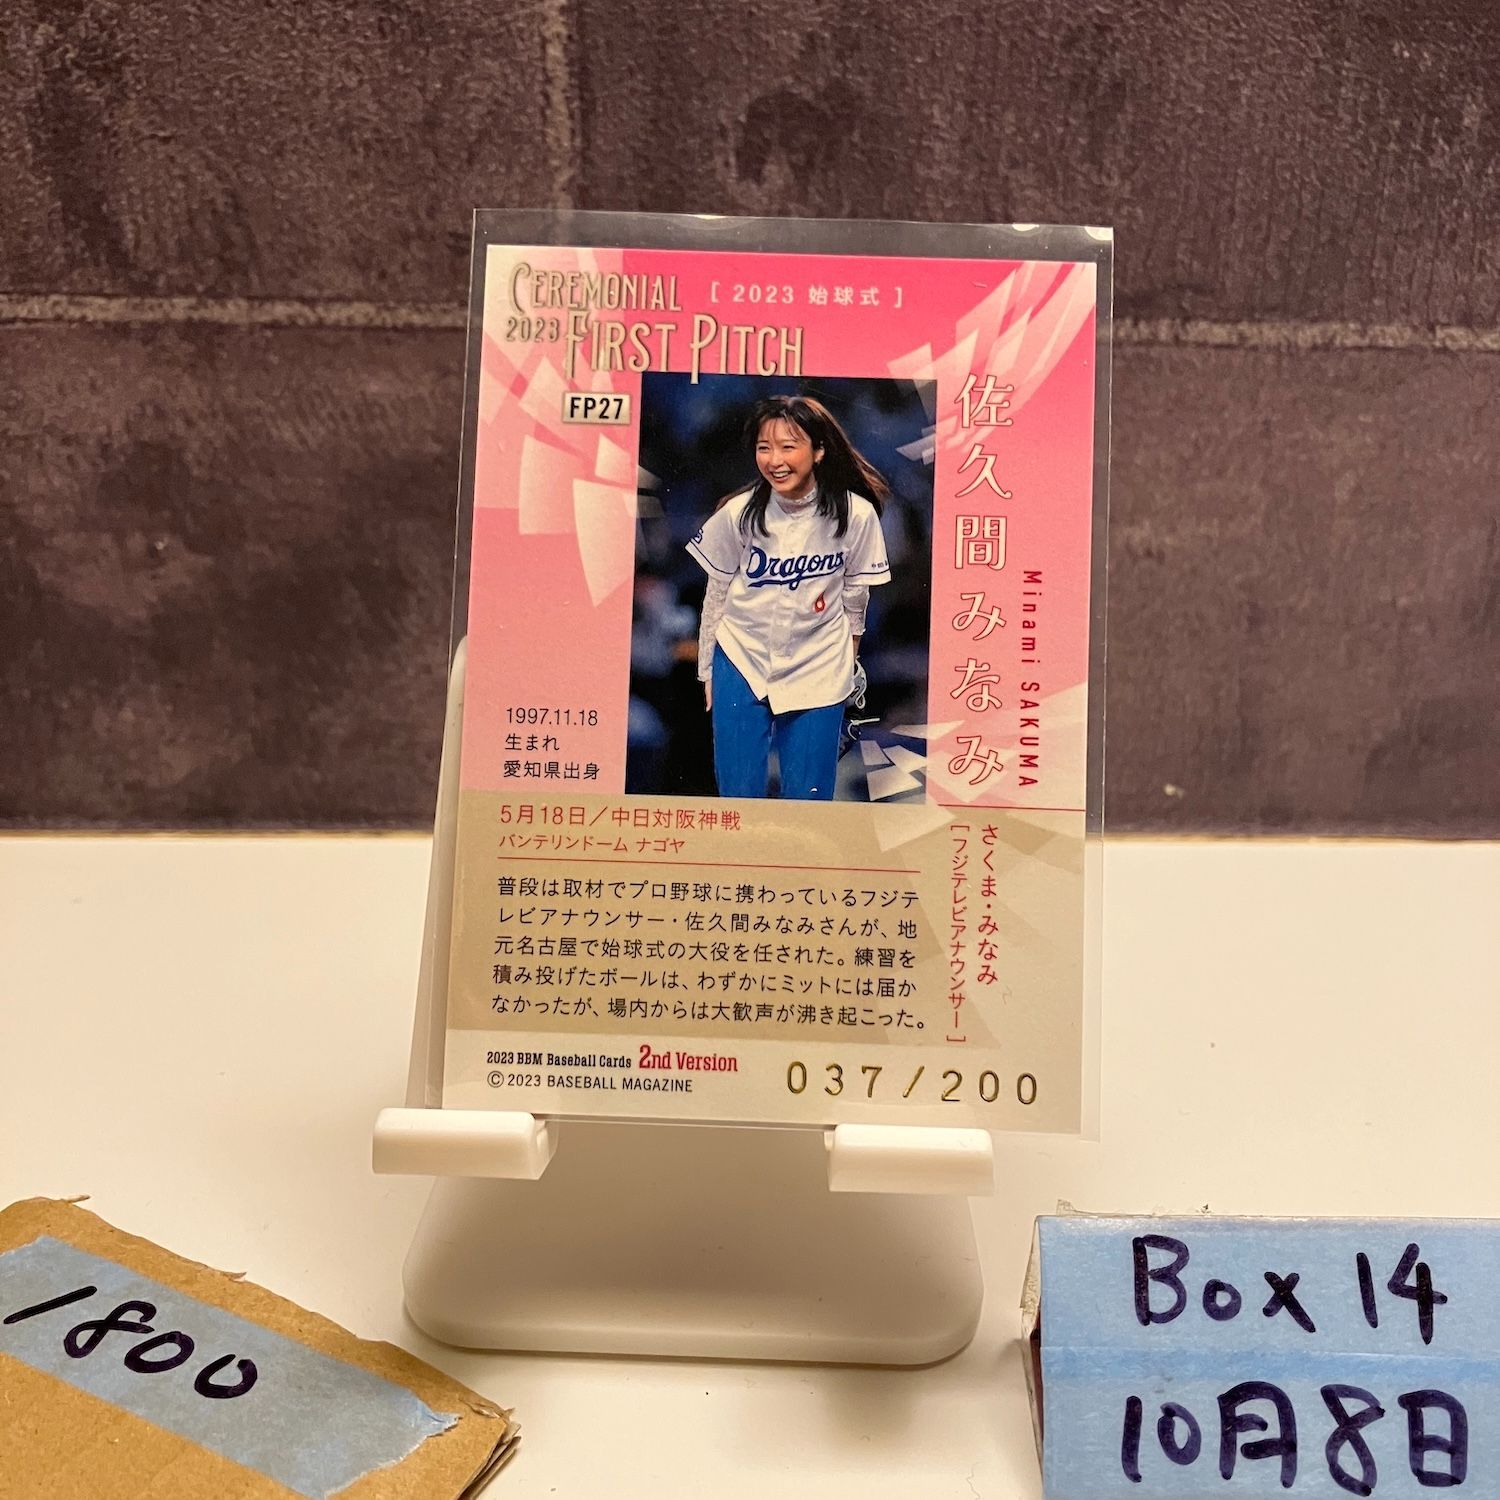 CEREMONIAL
2023 FIRST PITCH
[ 2023 始球式 ]
FP27
佐久間みなみ
Minami SAKUMA
Dragons
1997.11.18
生まれ
愛知県出身
さくま・みなみ
[フジテレビアナウンサー]
5月18日/中日対阪神戦
バンテリンドーム ナゴヤ
普段は取材でプロ野球に携わっているフジテ
レビアナウンサー・佐久間みなみさんが、地
元名古屋で始球式の大役を任された。練習を
積み投げたボールは、わずかにミットには届か
なかったが、場内からは大歓声が沸き起こった。
2023 BBM Baseball Cards 2nd Version
© 2023 BASEBALL MAGAZINE
037/200
1800
Box 14
10月8日